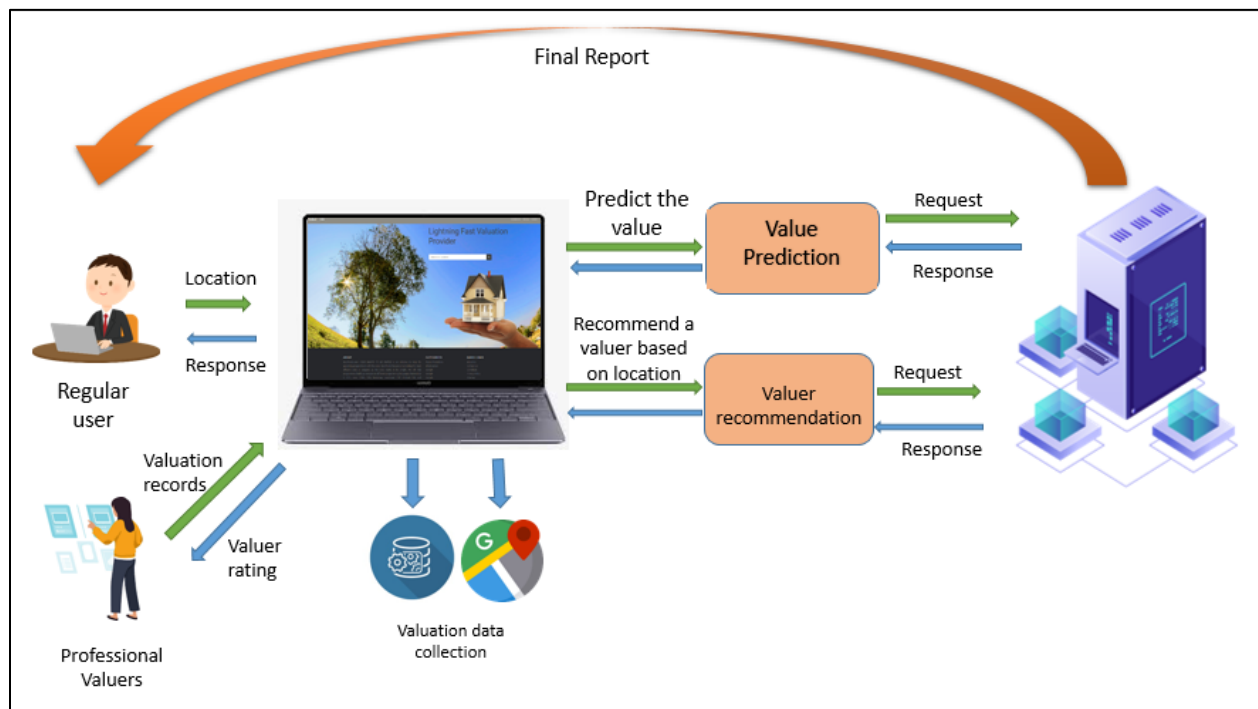 Final Report
Predict the
value
Value
Prediction
Request
Response
Lightning Fast Valuation
Provider
Location
Response
Regular
user
Recommend a
valuer based
on location
Valuer
recommendation
Request
Response
Valuation
records
Valuer
rating
G
Valuation data
collection
Professional
Valuers